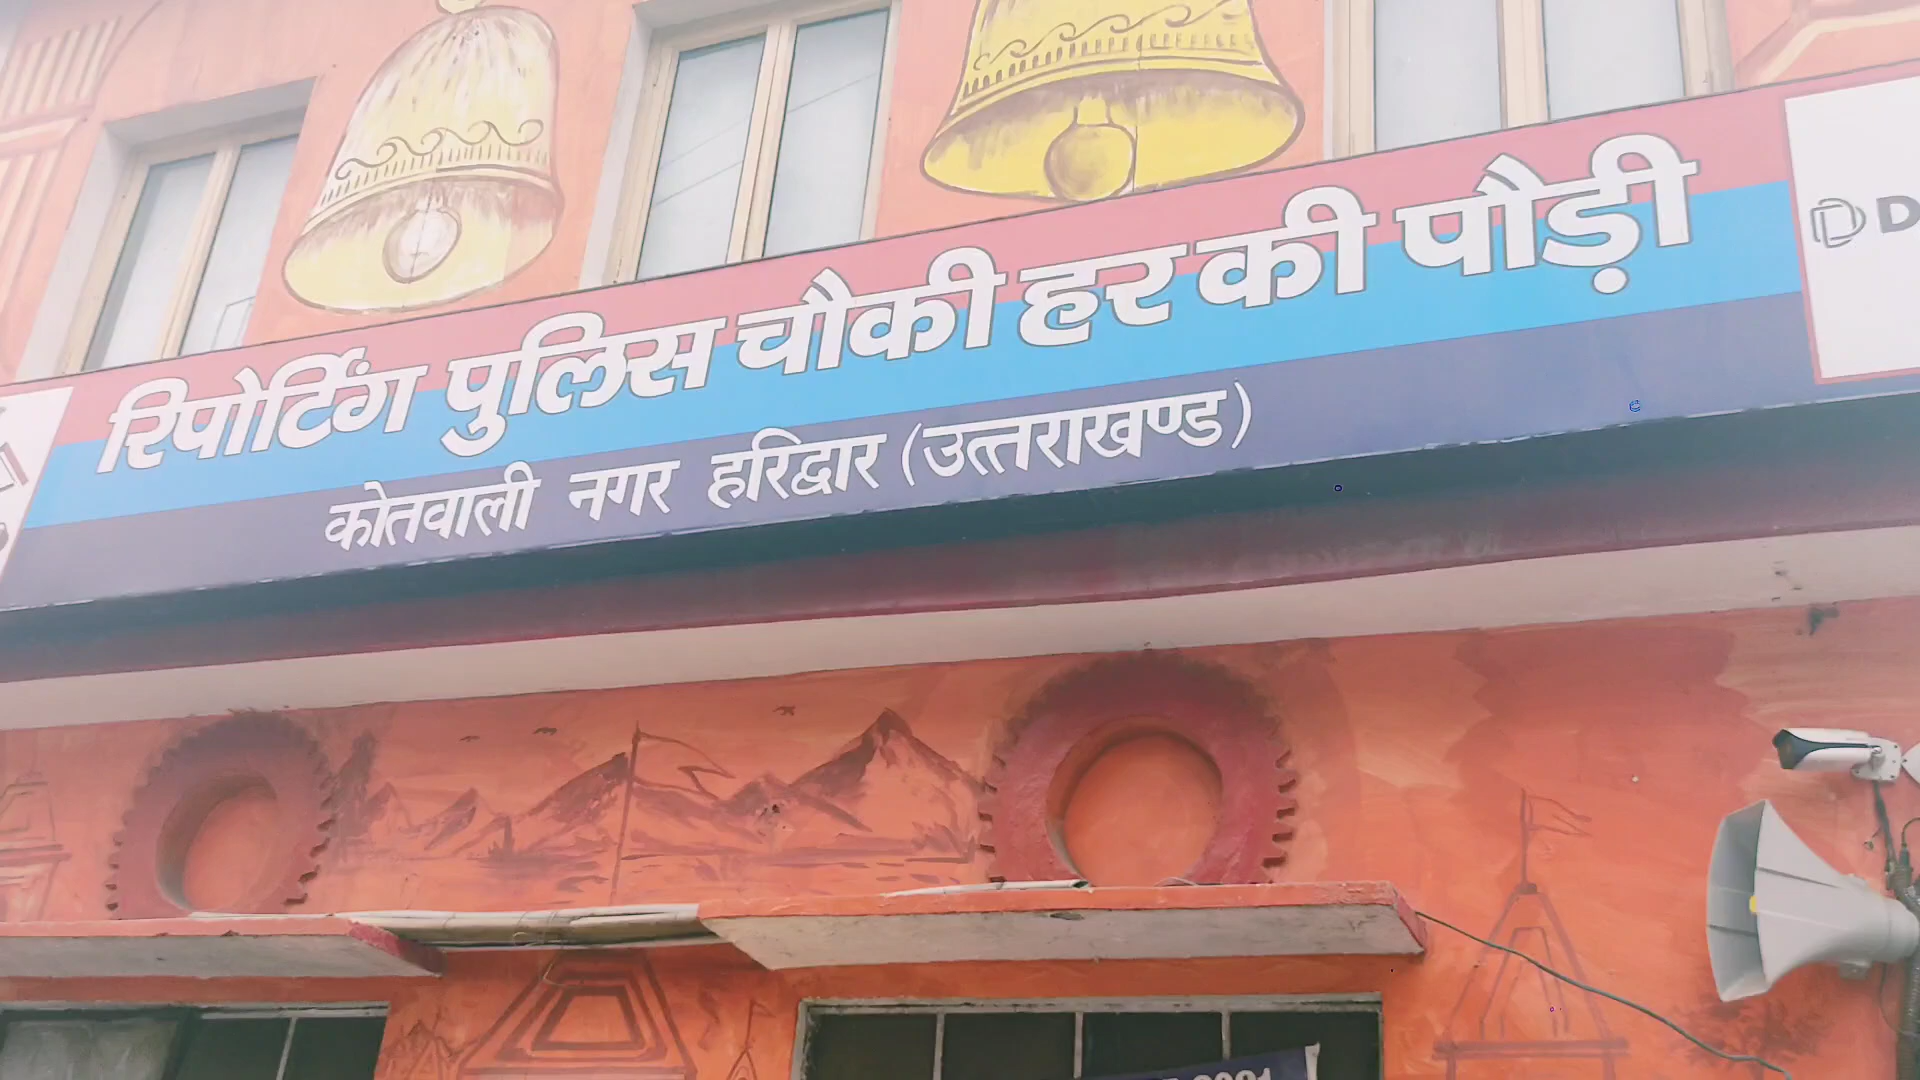 रिपोर्टिंग पुलिस चौकी हर की पौड़ी
कोतवाली नगर हरिद्वार (उत्तराखण्ड)